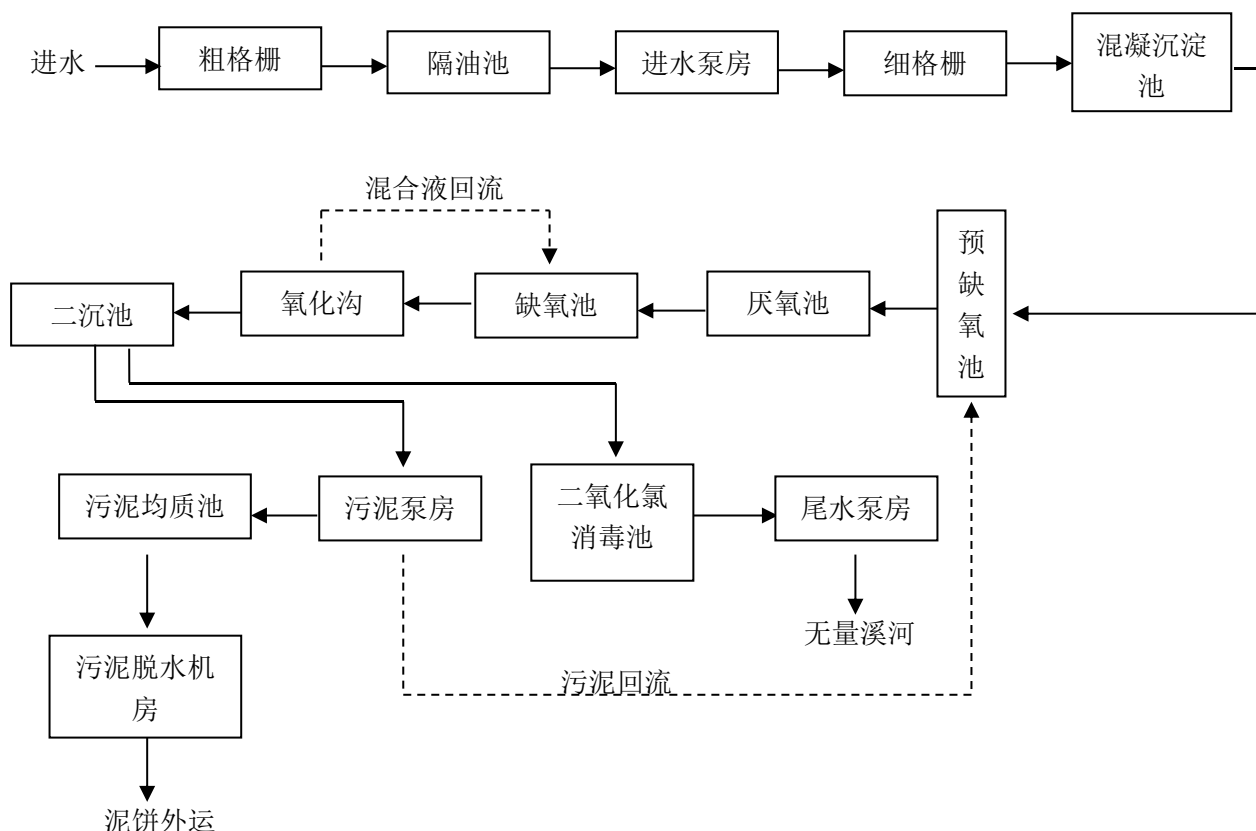 进水
粗格栅
隔油池
进水泵房
细格栅
混凝沉淀
池
混合液回流
预
缺
氧
池
厌氧池
缺氧池
氧化沟
二沉池
污泥均质池
污泥泵房
二氧化氯
消毒池
尾水泵房
无量溪河
污泥脱水机
房
污泥回流
泥饼外运